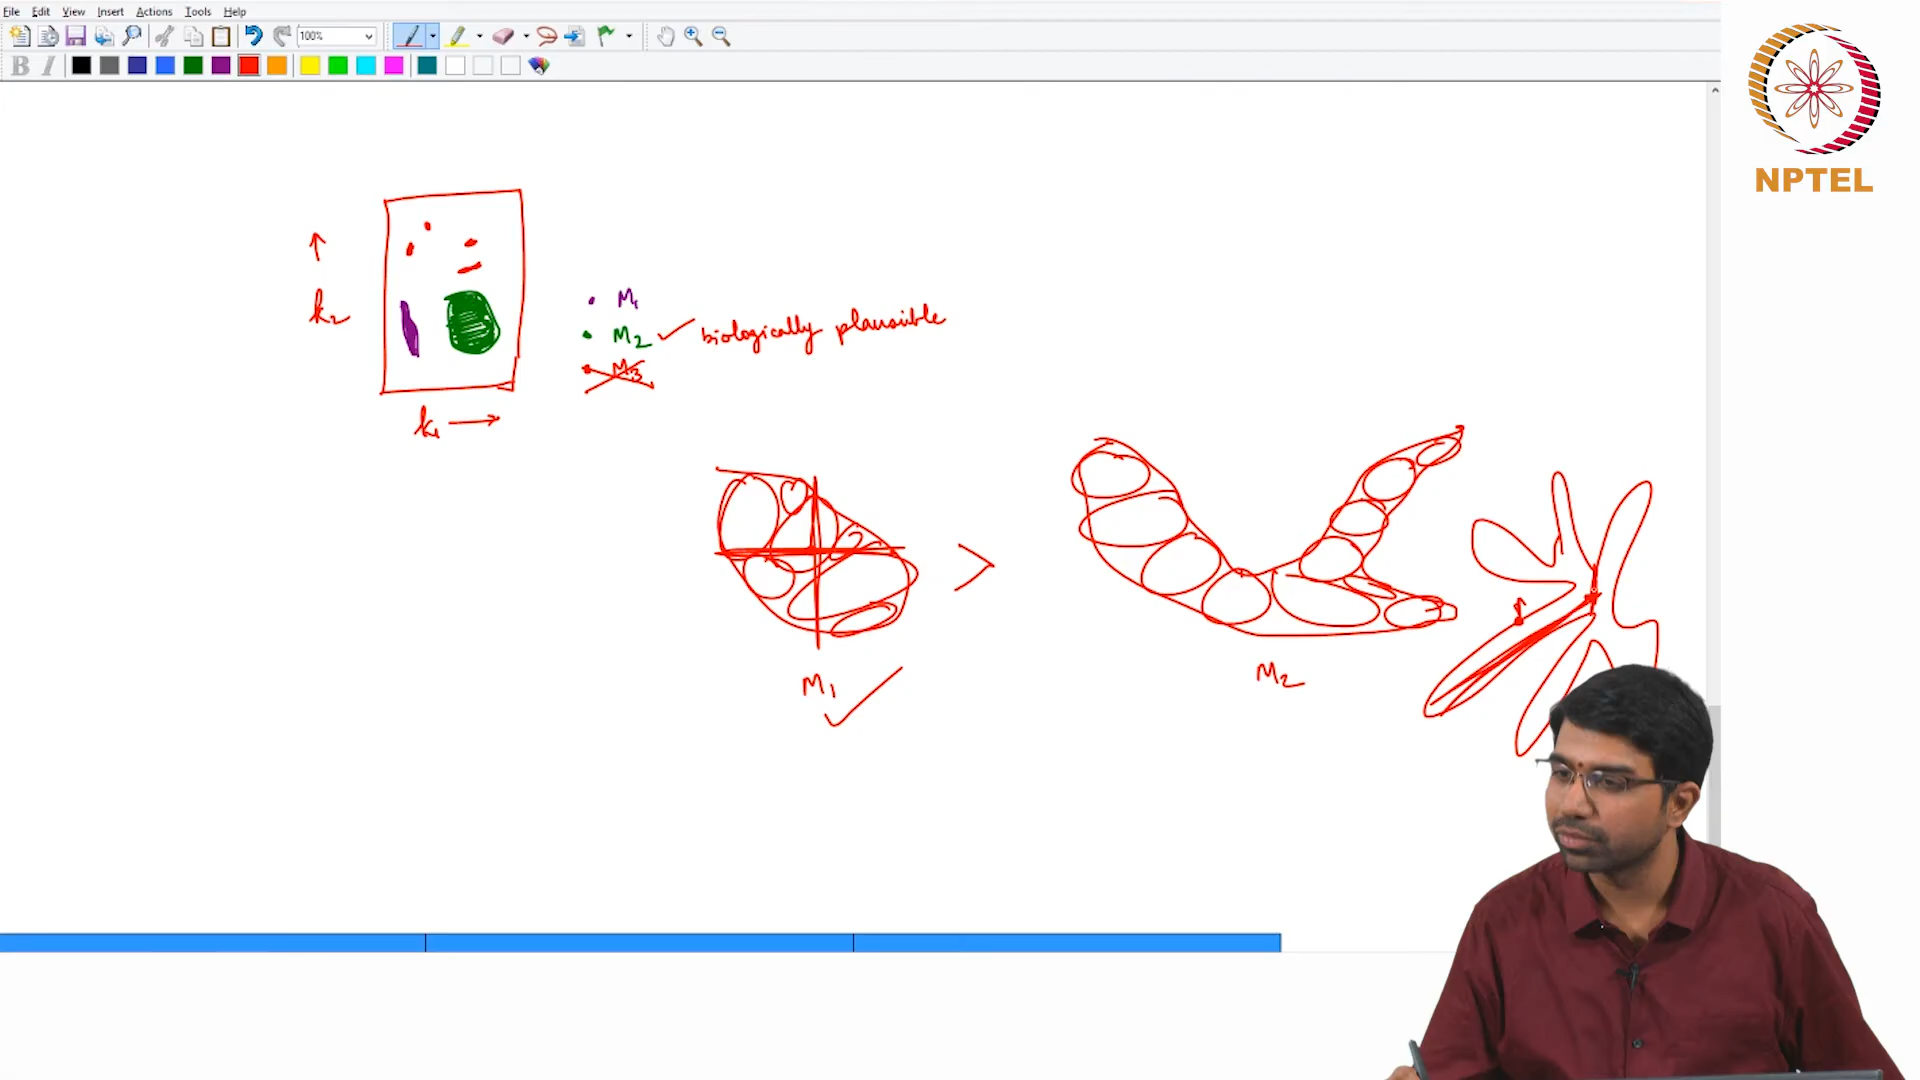 File Edit View Insert Actions Tools Help
100%
B I
NPTEL
k₂
M₁
M₂ ✓ biologically plausible
M₃
k₁ →
>
M₁ ✓
M₂
r